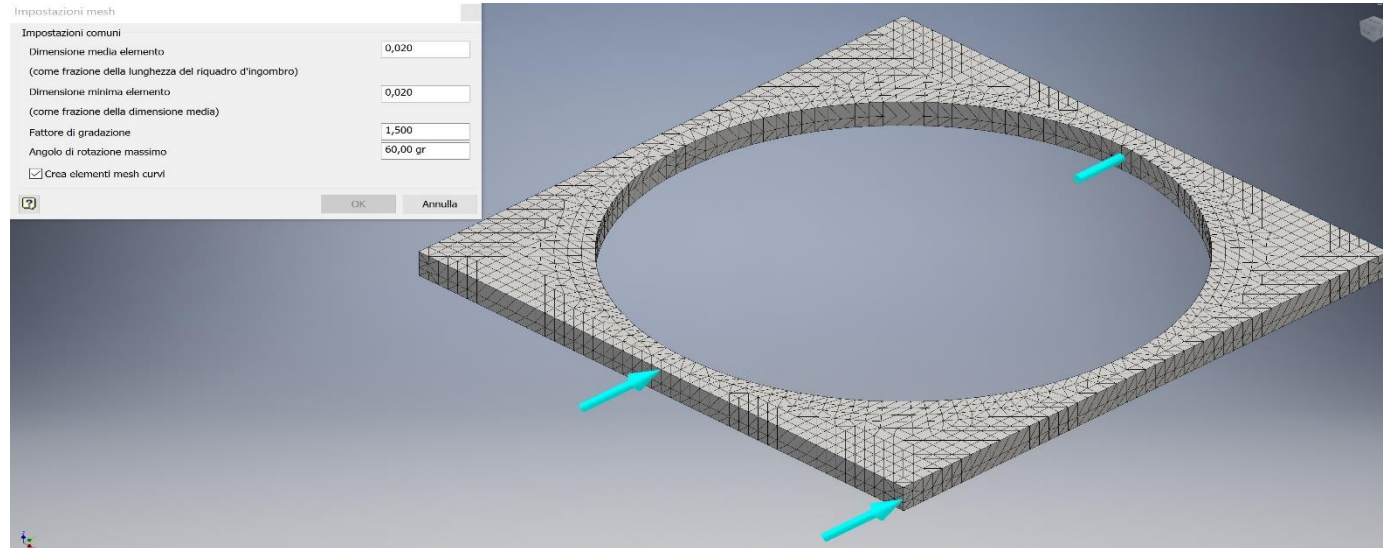 Impostazioni mesh
Impostazioni comuni
Dimensione media elemento 0,020
(come frazione della lunghezza del riquadro d'ingombro)
Dimensione minima elemento 0,020
(come frazione della dimensione media)
Fattore di gradazione 1,500
Angolo di rotazione massimo 60,00 gr
Crea elementi mesh curvi
? OK Annulla